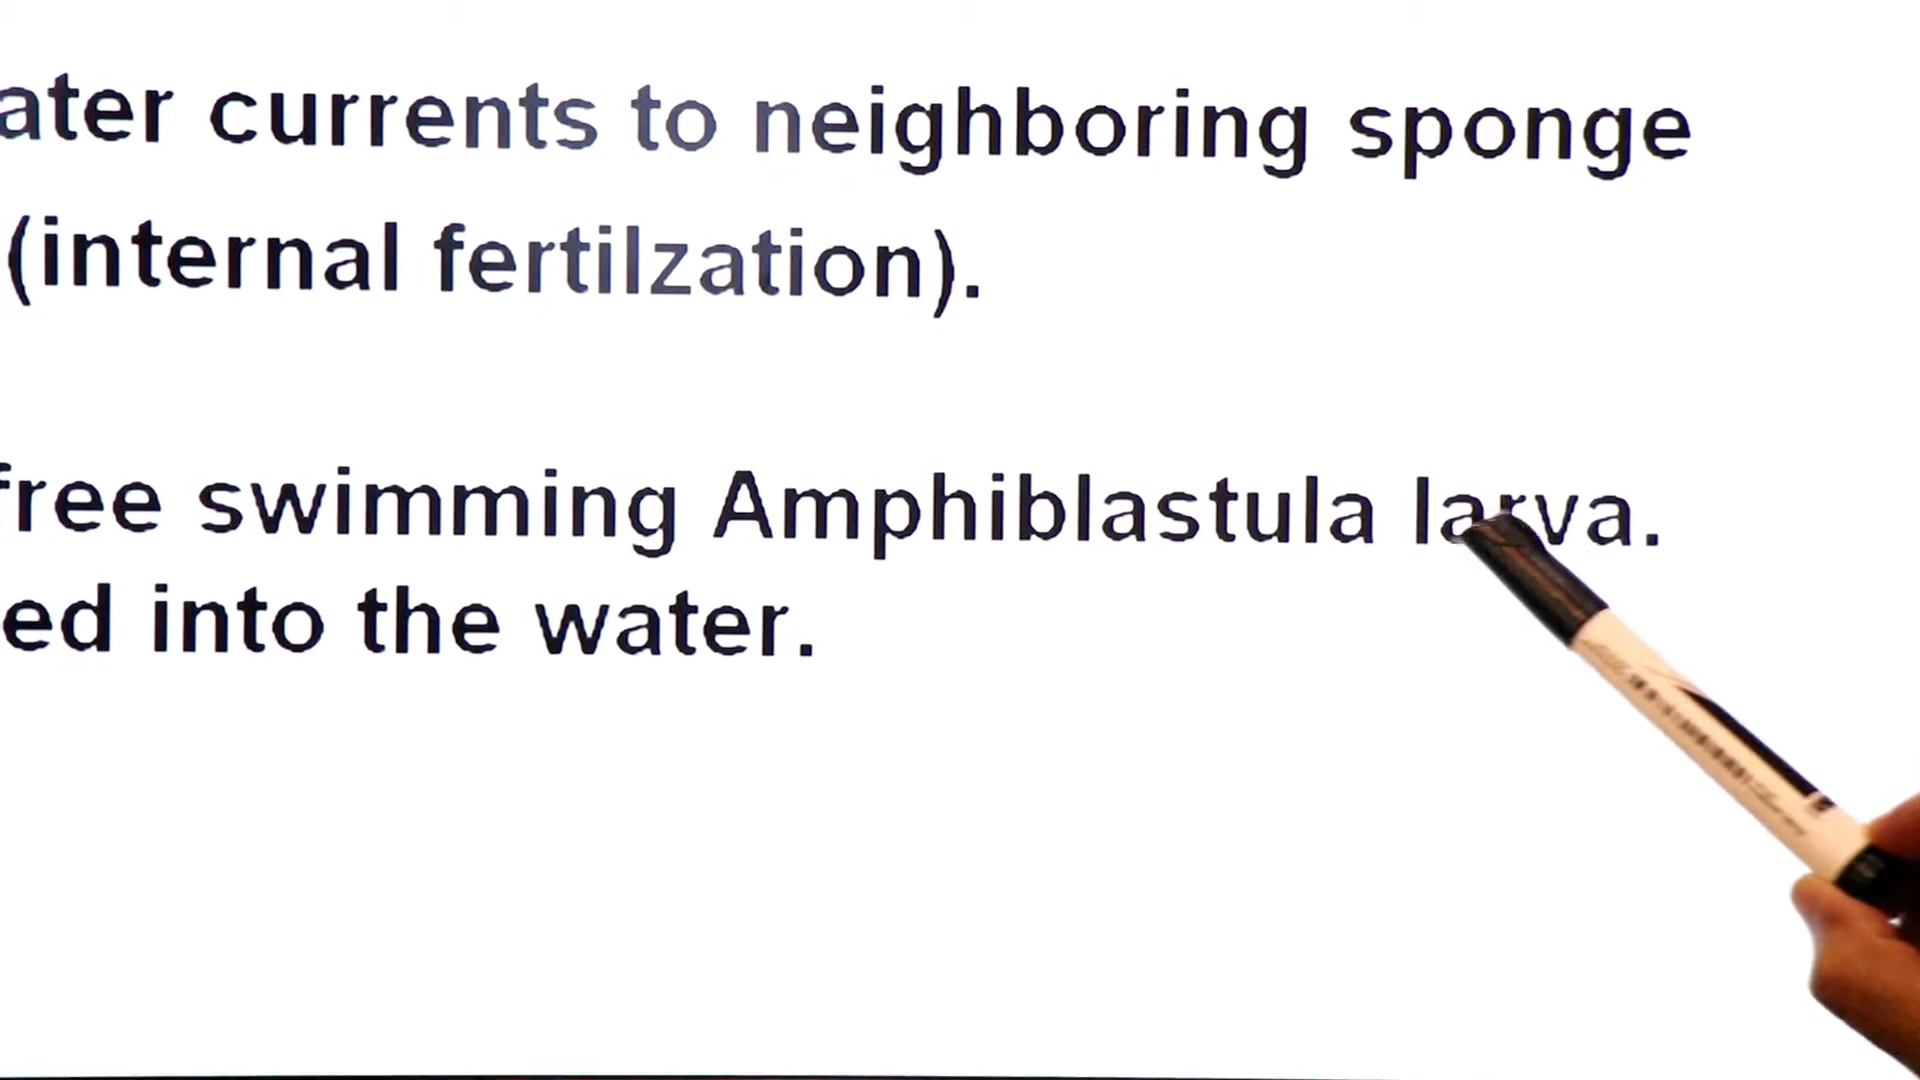 ater currents to neighboring sponge
(internal fertilzation).
free swimming Amphiblastula larva.
ed into the water.